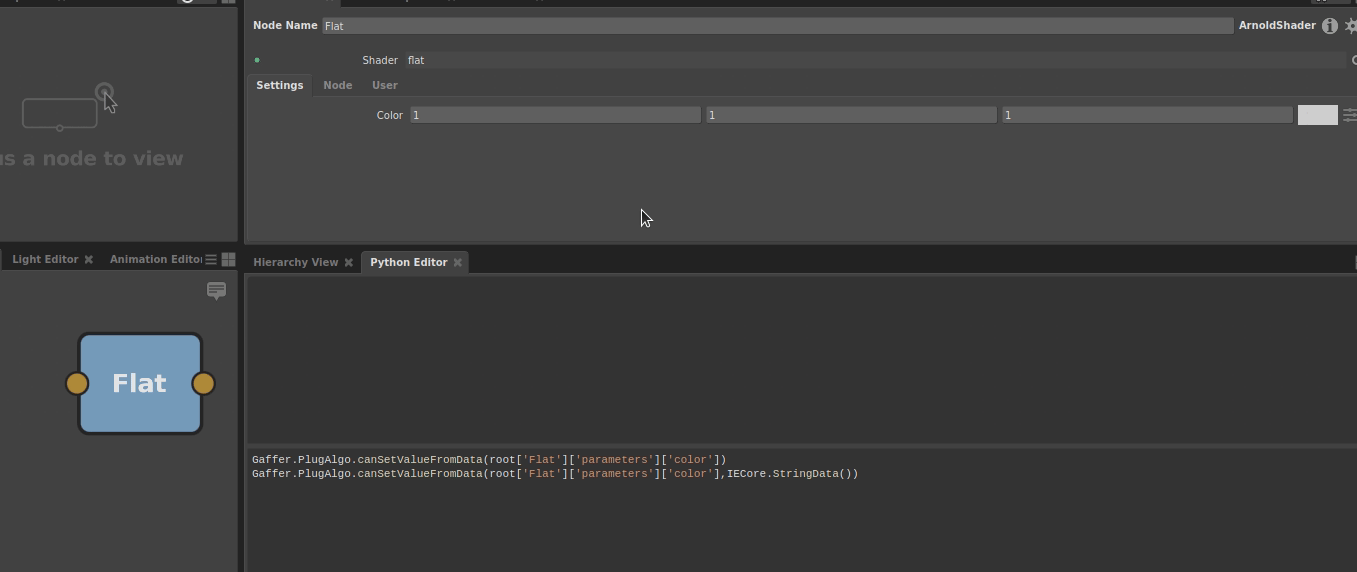 Node Name Flat ArnoldShader
Shader flat
Settings Node User
Color 1 1 1
a node to view
Light Editor Animation Editor
Hierarchy View Python Editor
Flat
Gaffer.PlugAlgo.canSetValueFromData(root['Flat']['parameters']['color'])
Gaffer.PlugAlgo.canSetValueFromData(root['Flat']['parameters']['color'],IECore.StringData())